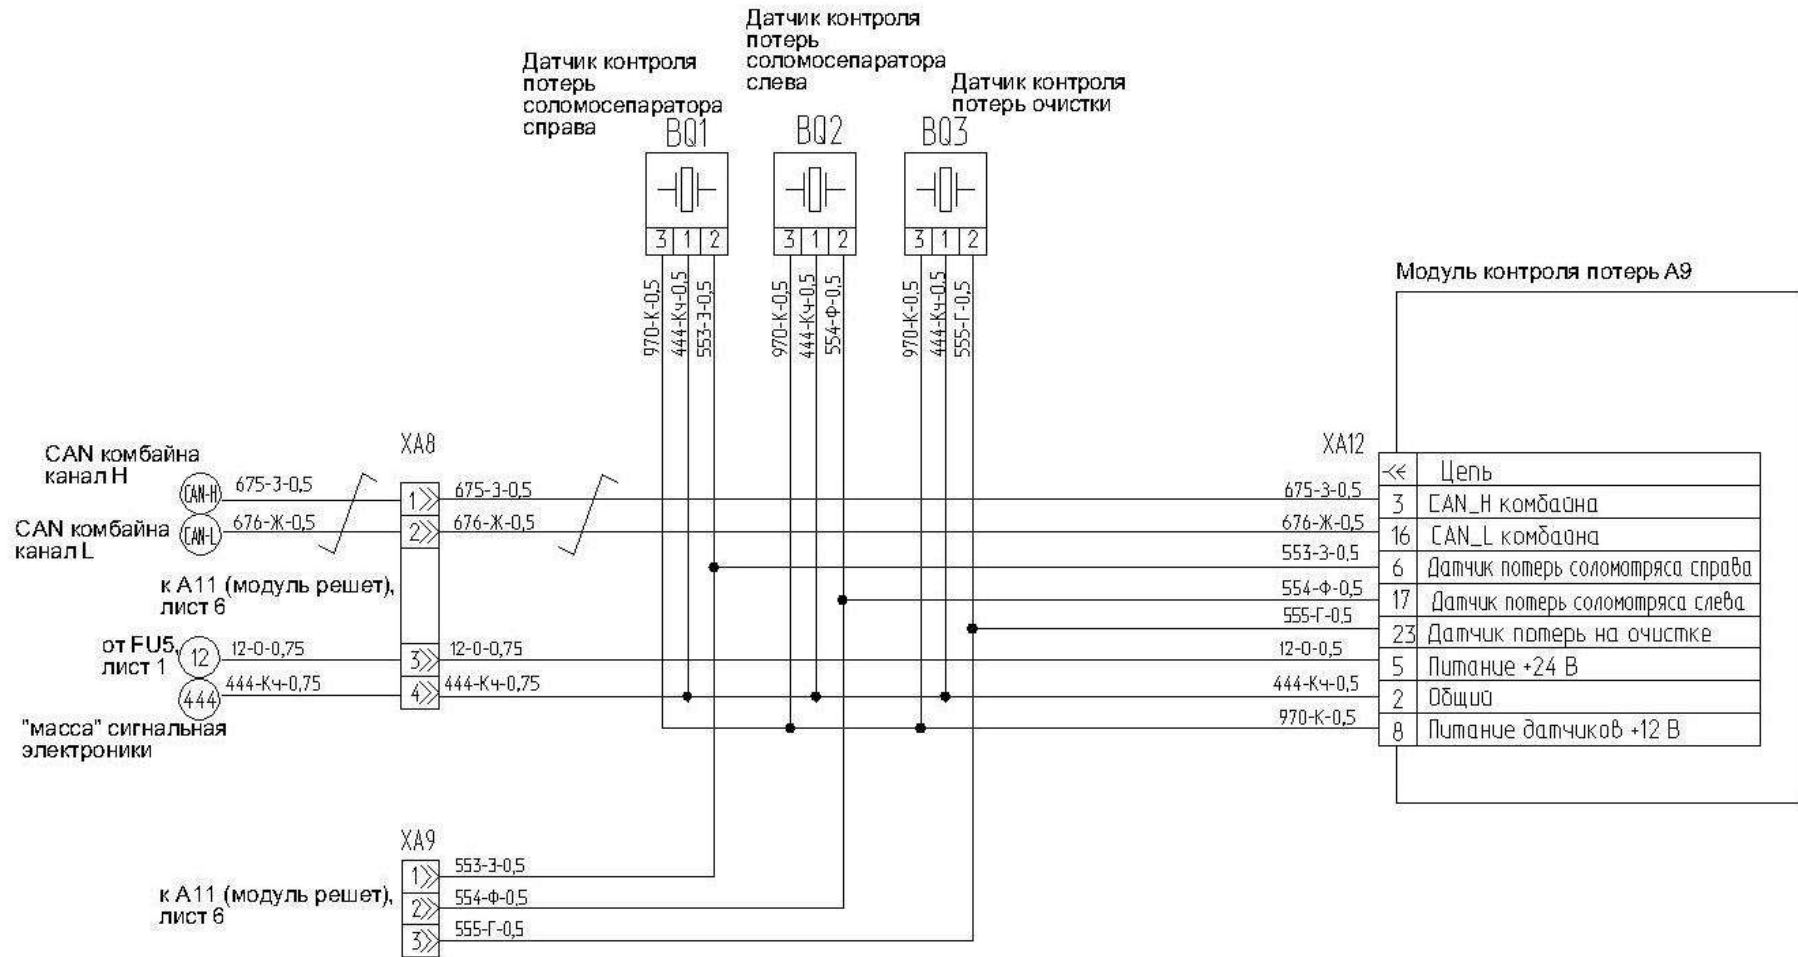 Датчик контроля
потерь
соломосепаратора
справа
BQ1
Датчик контроля
потерь
соломосепаратора
слева
BQ2
Датчик контроля
потерь очистки
BQ3
3 1 2
3 1 2
3 1 2
970-К-0,5
444-Кч-0,5
553-З-0,5
970-К-0,5
444-Кч-0,5
554-Ф-0,5
970-К-0,5
444-Кч-0,5
555-Г-0,5
Модуль контроля потерь А9
CAN комбайна
канал H
CAN-H
675-З-0,5
CAN комбайна
канал L
CAN-L
676-Ж-0,5
к А11 (модуль решет),
лист 6
от FU5,
лист 1
12
12-О-0,75
444
444-Кч-0,75
"масса" сигнальная
электроники
ХА8
1 675-З-0,5
2 676-Ж-0,5
3 12-О-0,75
4 444-Кч-0,75
ХА12
Цепь
675-З-0,5 3 CAN_H комбайна
676-Ж-0,5 16 CAN_L комбайна
553-З-0,5 6 Датчик потерь соломотряса справа
554-Ф-0,5 17 Датчик потерь соломотряса слева
555-Г-0,5 23 Датчик потерь на очистке
12-О-0,5 5 Питание +24 В
444-Кч-0,5 2 Общий
970-К-0,5 8 Питание датчиков +12 В
ХА9
к А11 (модуль решет),
лист 6
1 553-З-0,5
2 554-Ф-0,5
3 555-Г-0,5